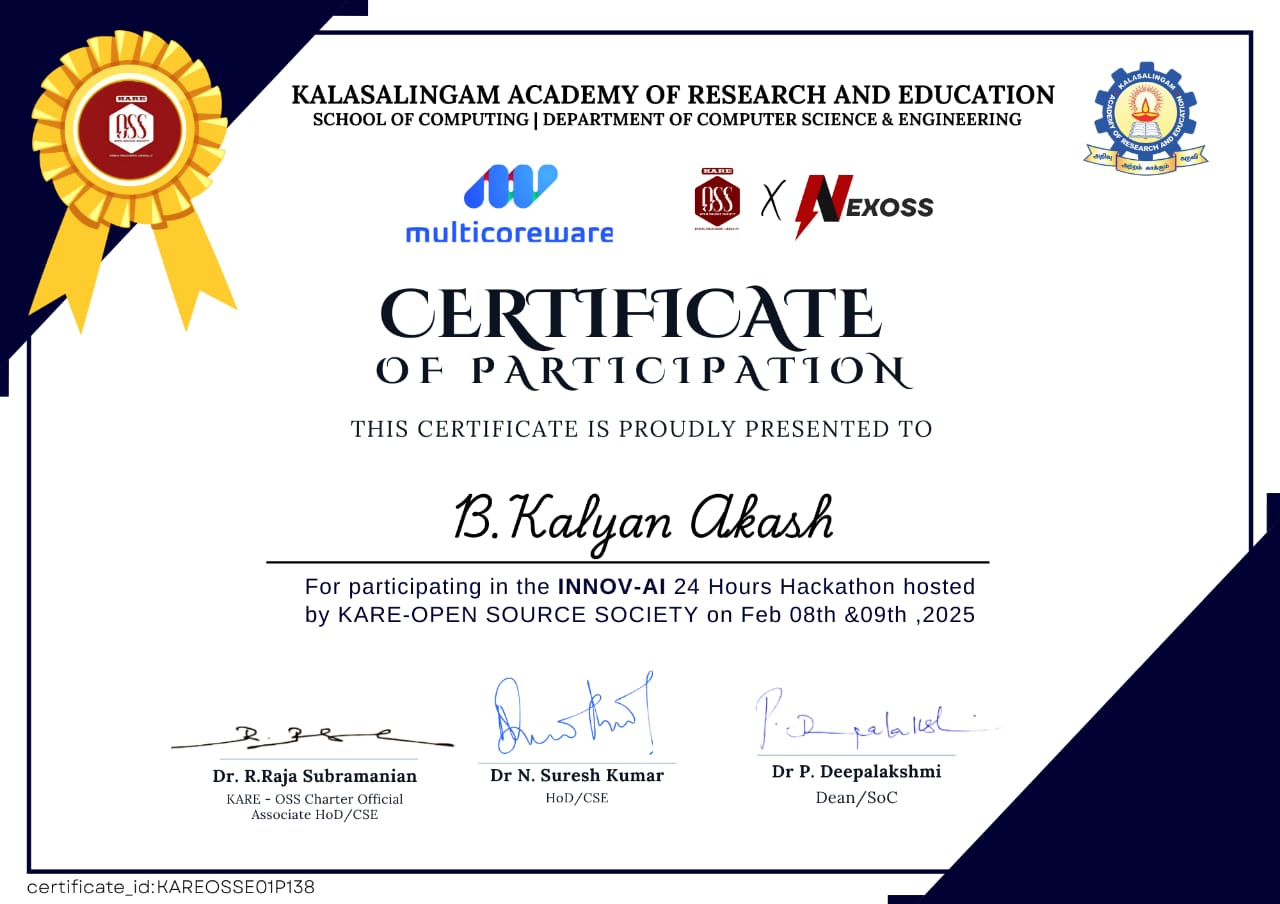 KALASALINGAM ACADEMY OF RESEARCH AND EDUCATION
SCHOOL OF COMPUTING | DEPARTMENT OF COMPUTER SCIENCE & ENGINEERING
KARE
OSS
KALASALINGAM
ACADEMY OF RESEARCH AND EDUCATION
அறிவு ஆற்றல் காக்கும் கருவி
multicoreware
KARE
OSS
X
NEXOSS
CERTIFICATE
OF PARTICIPATION
THIS CERTIFICATE IS PROUDLY PRESENTED TO
B.Kalyan Akash
For participating in the INNOV-AI 24 Hours Hackathon hosted
by KARE-OPEN SOURCE SOCIETY on Feb 08th &09th ,2025
P. Deepalakshmi
Dr. R.Raja Subramanian
KARE - OSS Charter Official
Associate HoD/CSE
Dr N. Suresh Kumar
HoD/CSE
Dr P. Deepalakshmi
Dean/SoC
certificate_id:KAREOSSE01P138